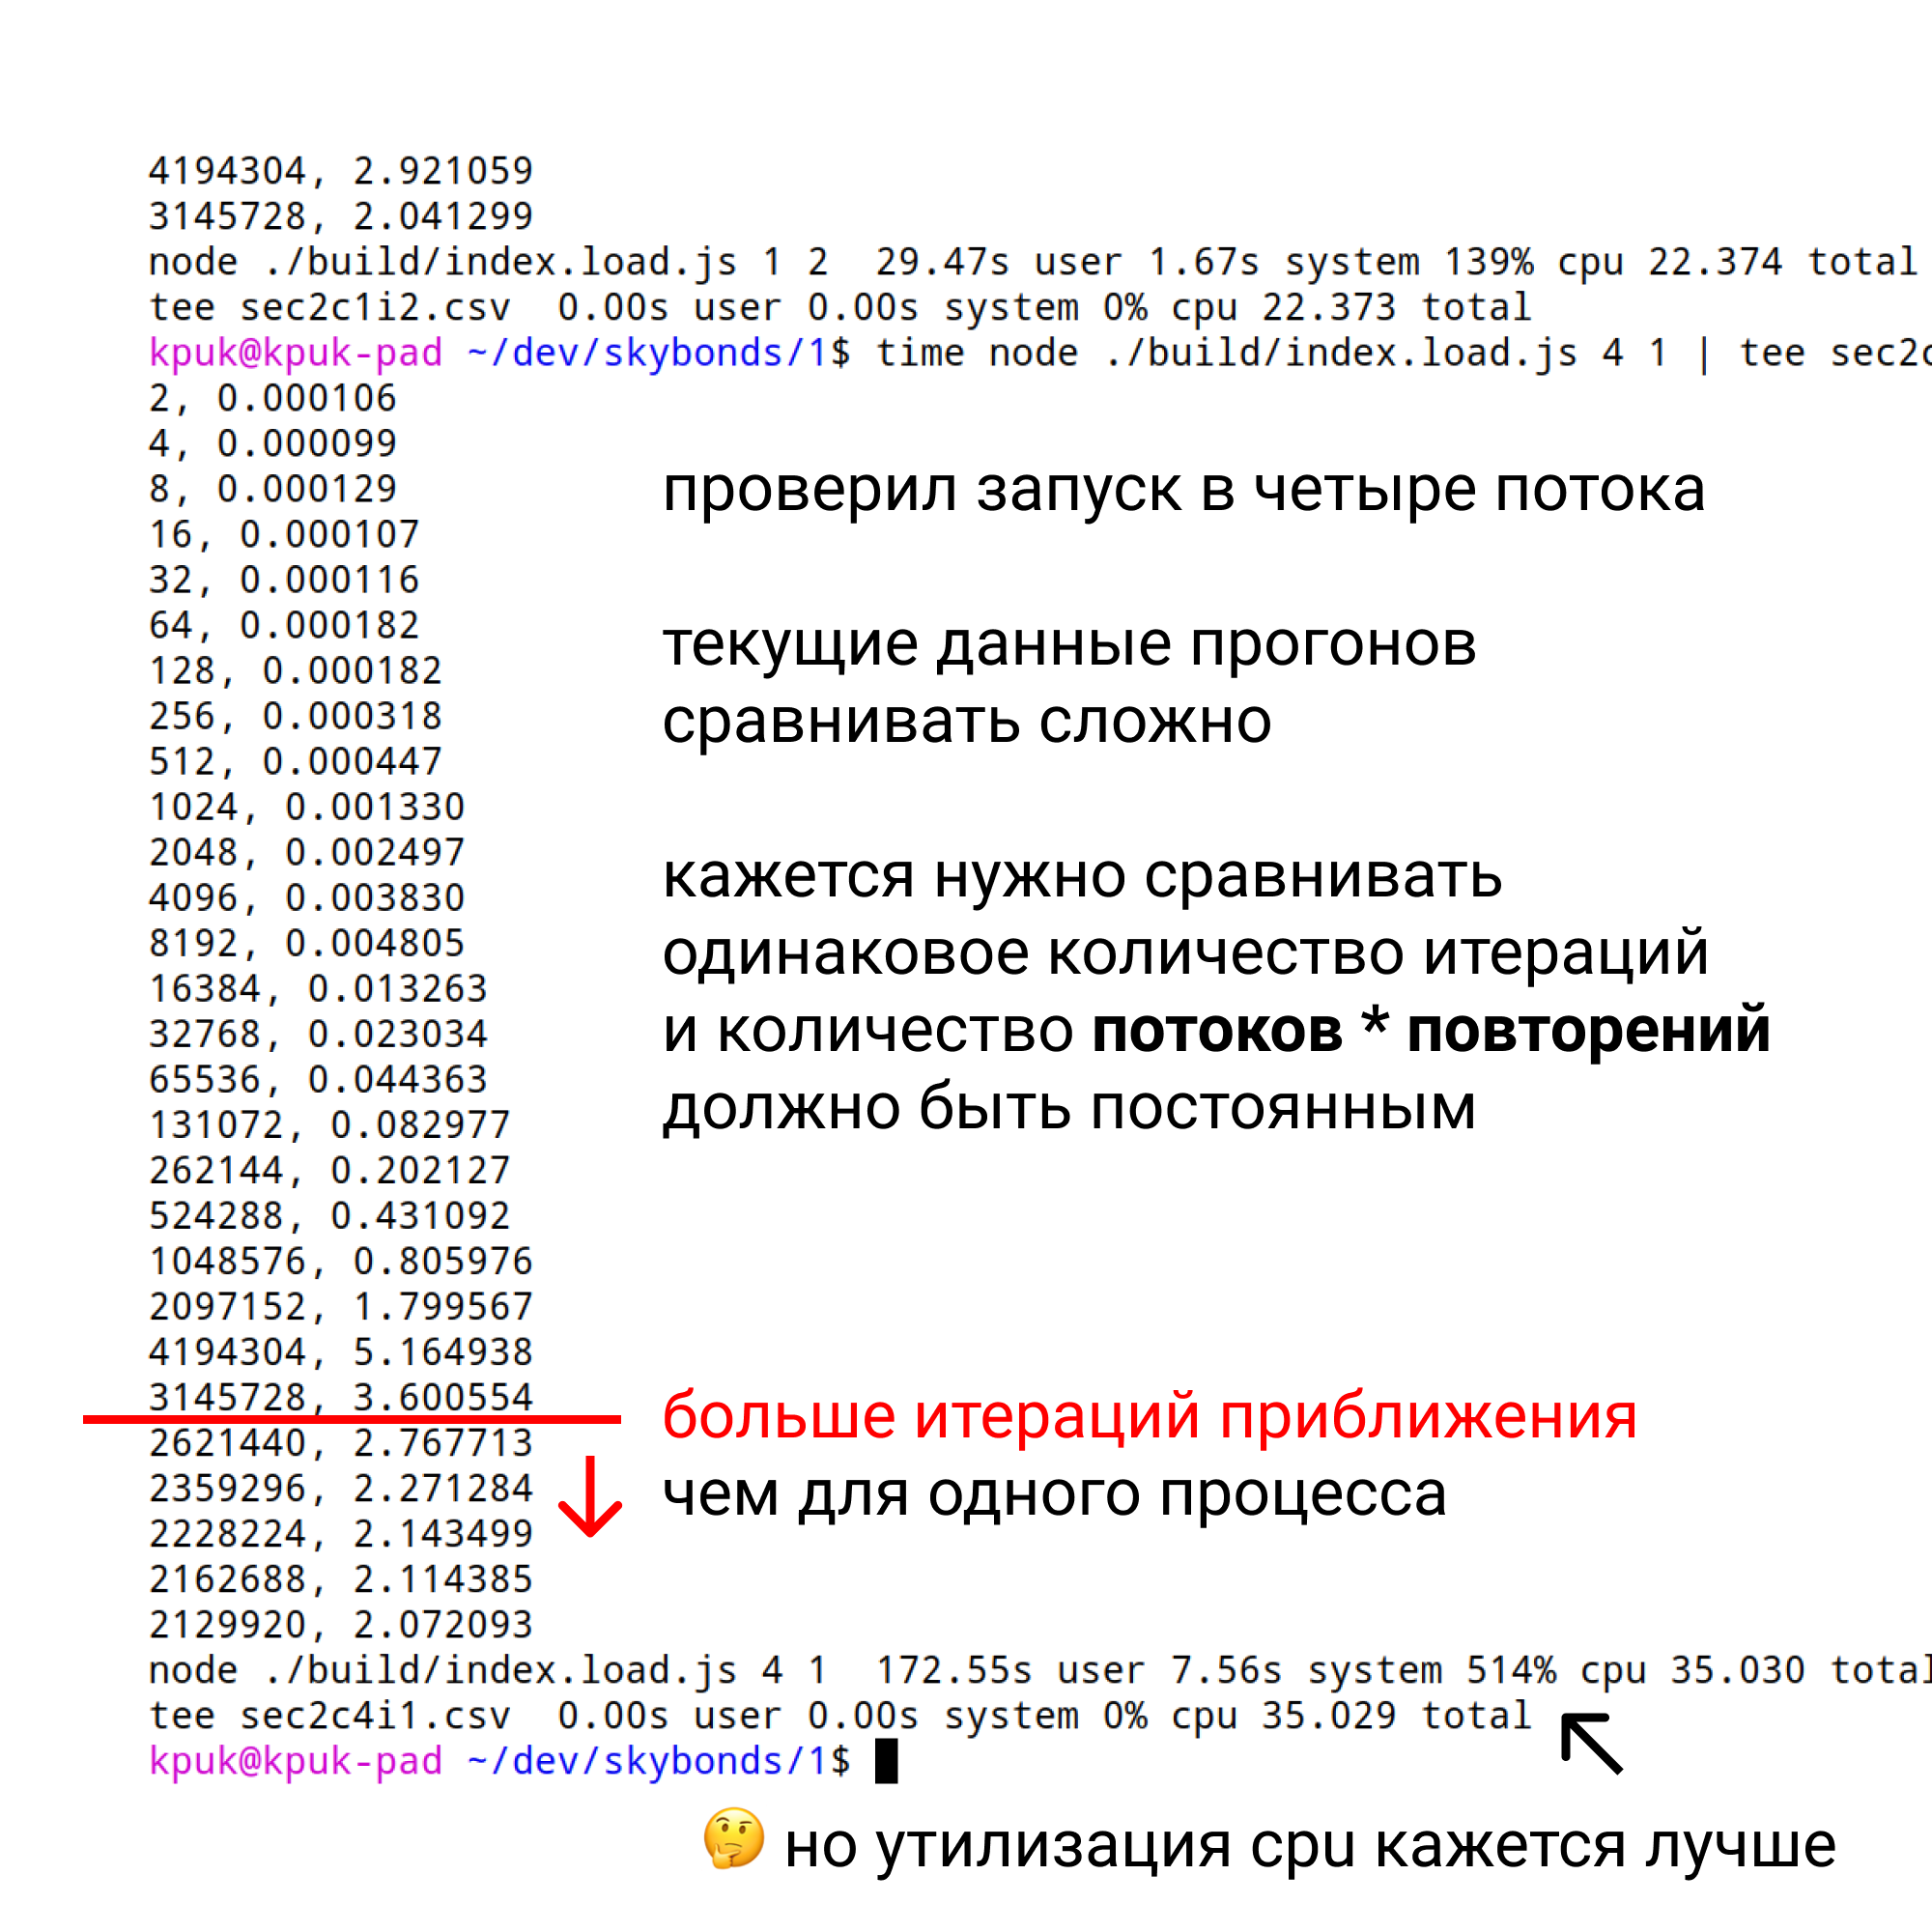 4194304, 2.921059
3145728, 2.041299
node ./build/index.load.js 1 2  29.47s user 1.67s system 139% cpu 22.374 total
tee sec2c1i2.csv  0.00s user 0.00s system 0% cpu 22.373 total
kpuk@kpuk-pad ~/dev/skybonds/1$ time node ./build/index.load.js 4 1 | tee sec2c
2, 0.000106
4, 0.000099
8, 0.000129
16, 0.000107
32, 0.000116
64, 0.000182
128, 0.000182
256, 0.000318
512, 0.000447
1024, 0.001330
2048, 0.002497
4096, 0.003830
8192, 0.004805
16384, 0.013263
32768, 0.023034
65536, 0.044363
131072, 0.082977
262144, 0.202127
524288, 0.431092
1048576, 0.805976
2097152, 1.799567
4194304, 5.164938
3145728, 3.600554
2621440, 2.767713
2359296, 2.271284
2228224, 2.143499
2162688, 2.114385
2129920, 2.072093
node ./build/index.load.js 4 1  172.55s user 7.56s system 514% cpu 35.030 total
tee sec2c4i1.csv  0.00s user 0.00s system 0% cpu 35.029 total
kpuk@kpuk-pad ~/dev/skybonds/1$
проверил запуск в четыре потока
текущие данные прогонов
сравнивать сложно
кажется нужно сравнивать
одинаковое количество итераций
и количество потоков * повторений
должно быть постоянным
больше итераций приближения
чем для одного процесса
🤔 но утилизация cpu кажется лучше